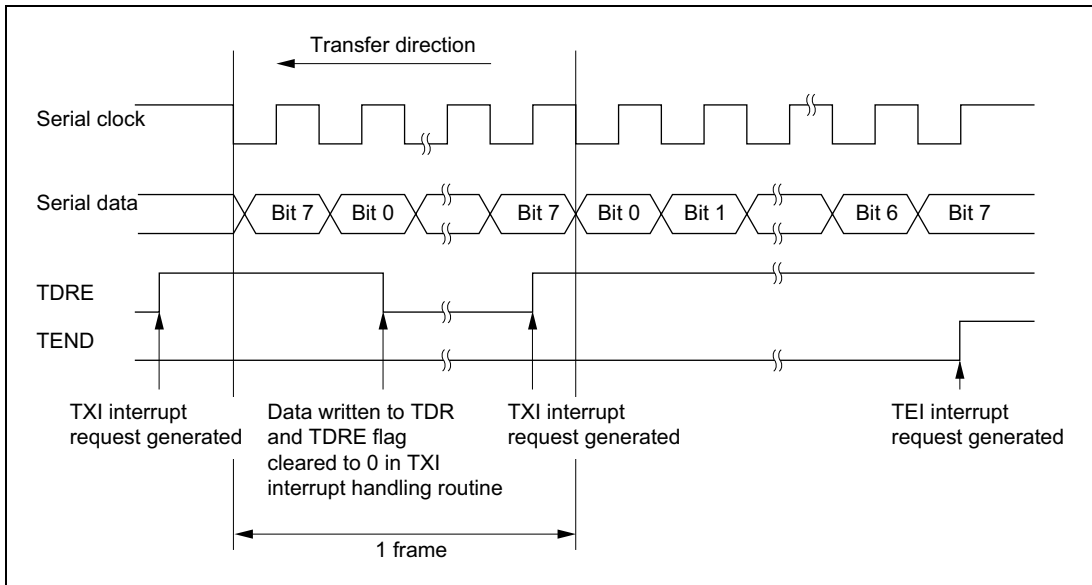 Transfer direction
Serial clock
Serial data
Bit 7 Bit 0 Bit 7 Bit 0 Bit 1 Bit 6 Bit 7
TDRE
TEND
TXI interrupt
request generated
Data written to TDR
and TDRE flag
cleared to 0 in TXI
interrupt handling routine
TXI interrupt
request generated
TEI interrupt
request generated
1 frame